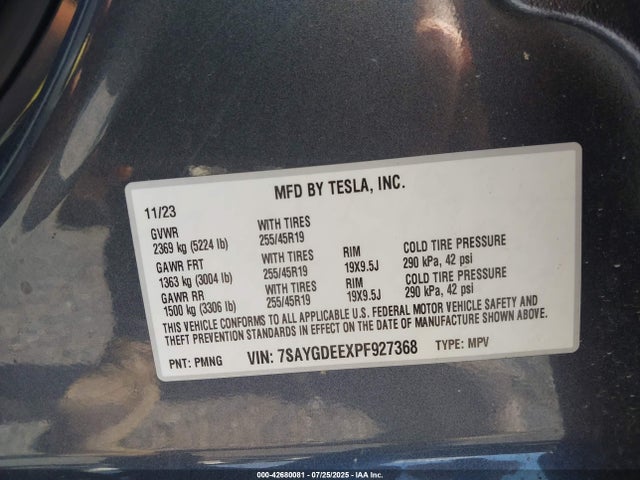 MFD BY TESLA, INC.
11/23
GVWR
2369 kg (5224 lb)
WITH TIRES
255/45R19
GAWR FRT
1363 kg (3004 lb)
WITH TIRES
255/45R19
RIM
19X9.5J
COLD TIRE PRESSURE
290 kPa, 42 psi
GAWR RR
1500 kg (3306 lb)
WITH TIRES
255/45R19
RIM
19X9.5J
COLD TIRE PRESSURE
290 kPa, 42 psi
THIS VEHICLE CONFORMS TO ALL APPLICABLE U.S. FEDERAL MOTOR VEHICLE SAFETY AND
THEFT PREVENTION STANDARDS IN EFFECT ON THE DATE OF MANUFACTURE SHOWN ABOVE.
PNT: PMNG VIN: 7SAYGDEEXPF927368 TYPE: MPV
000-42680081 - 07/25/2025 - IAAI.COM